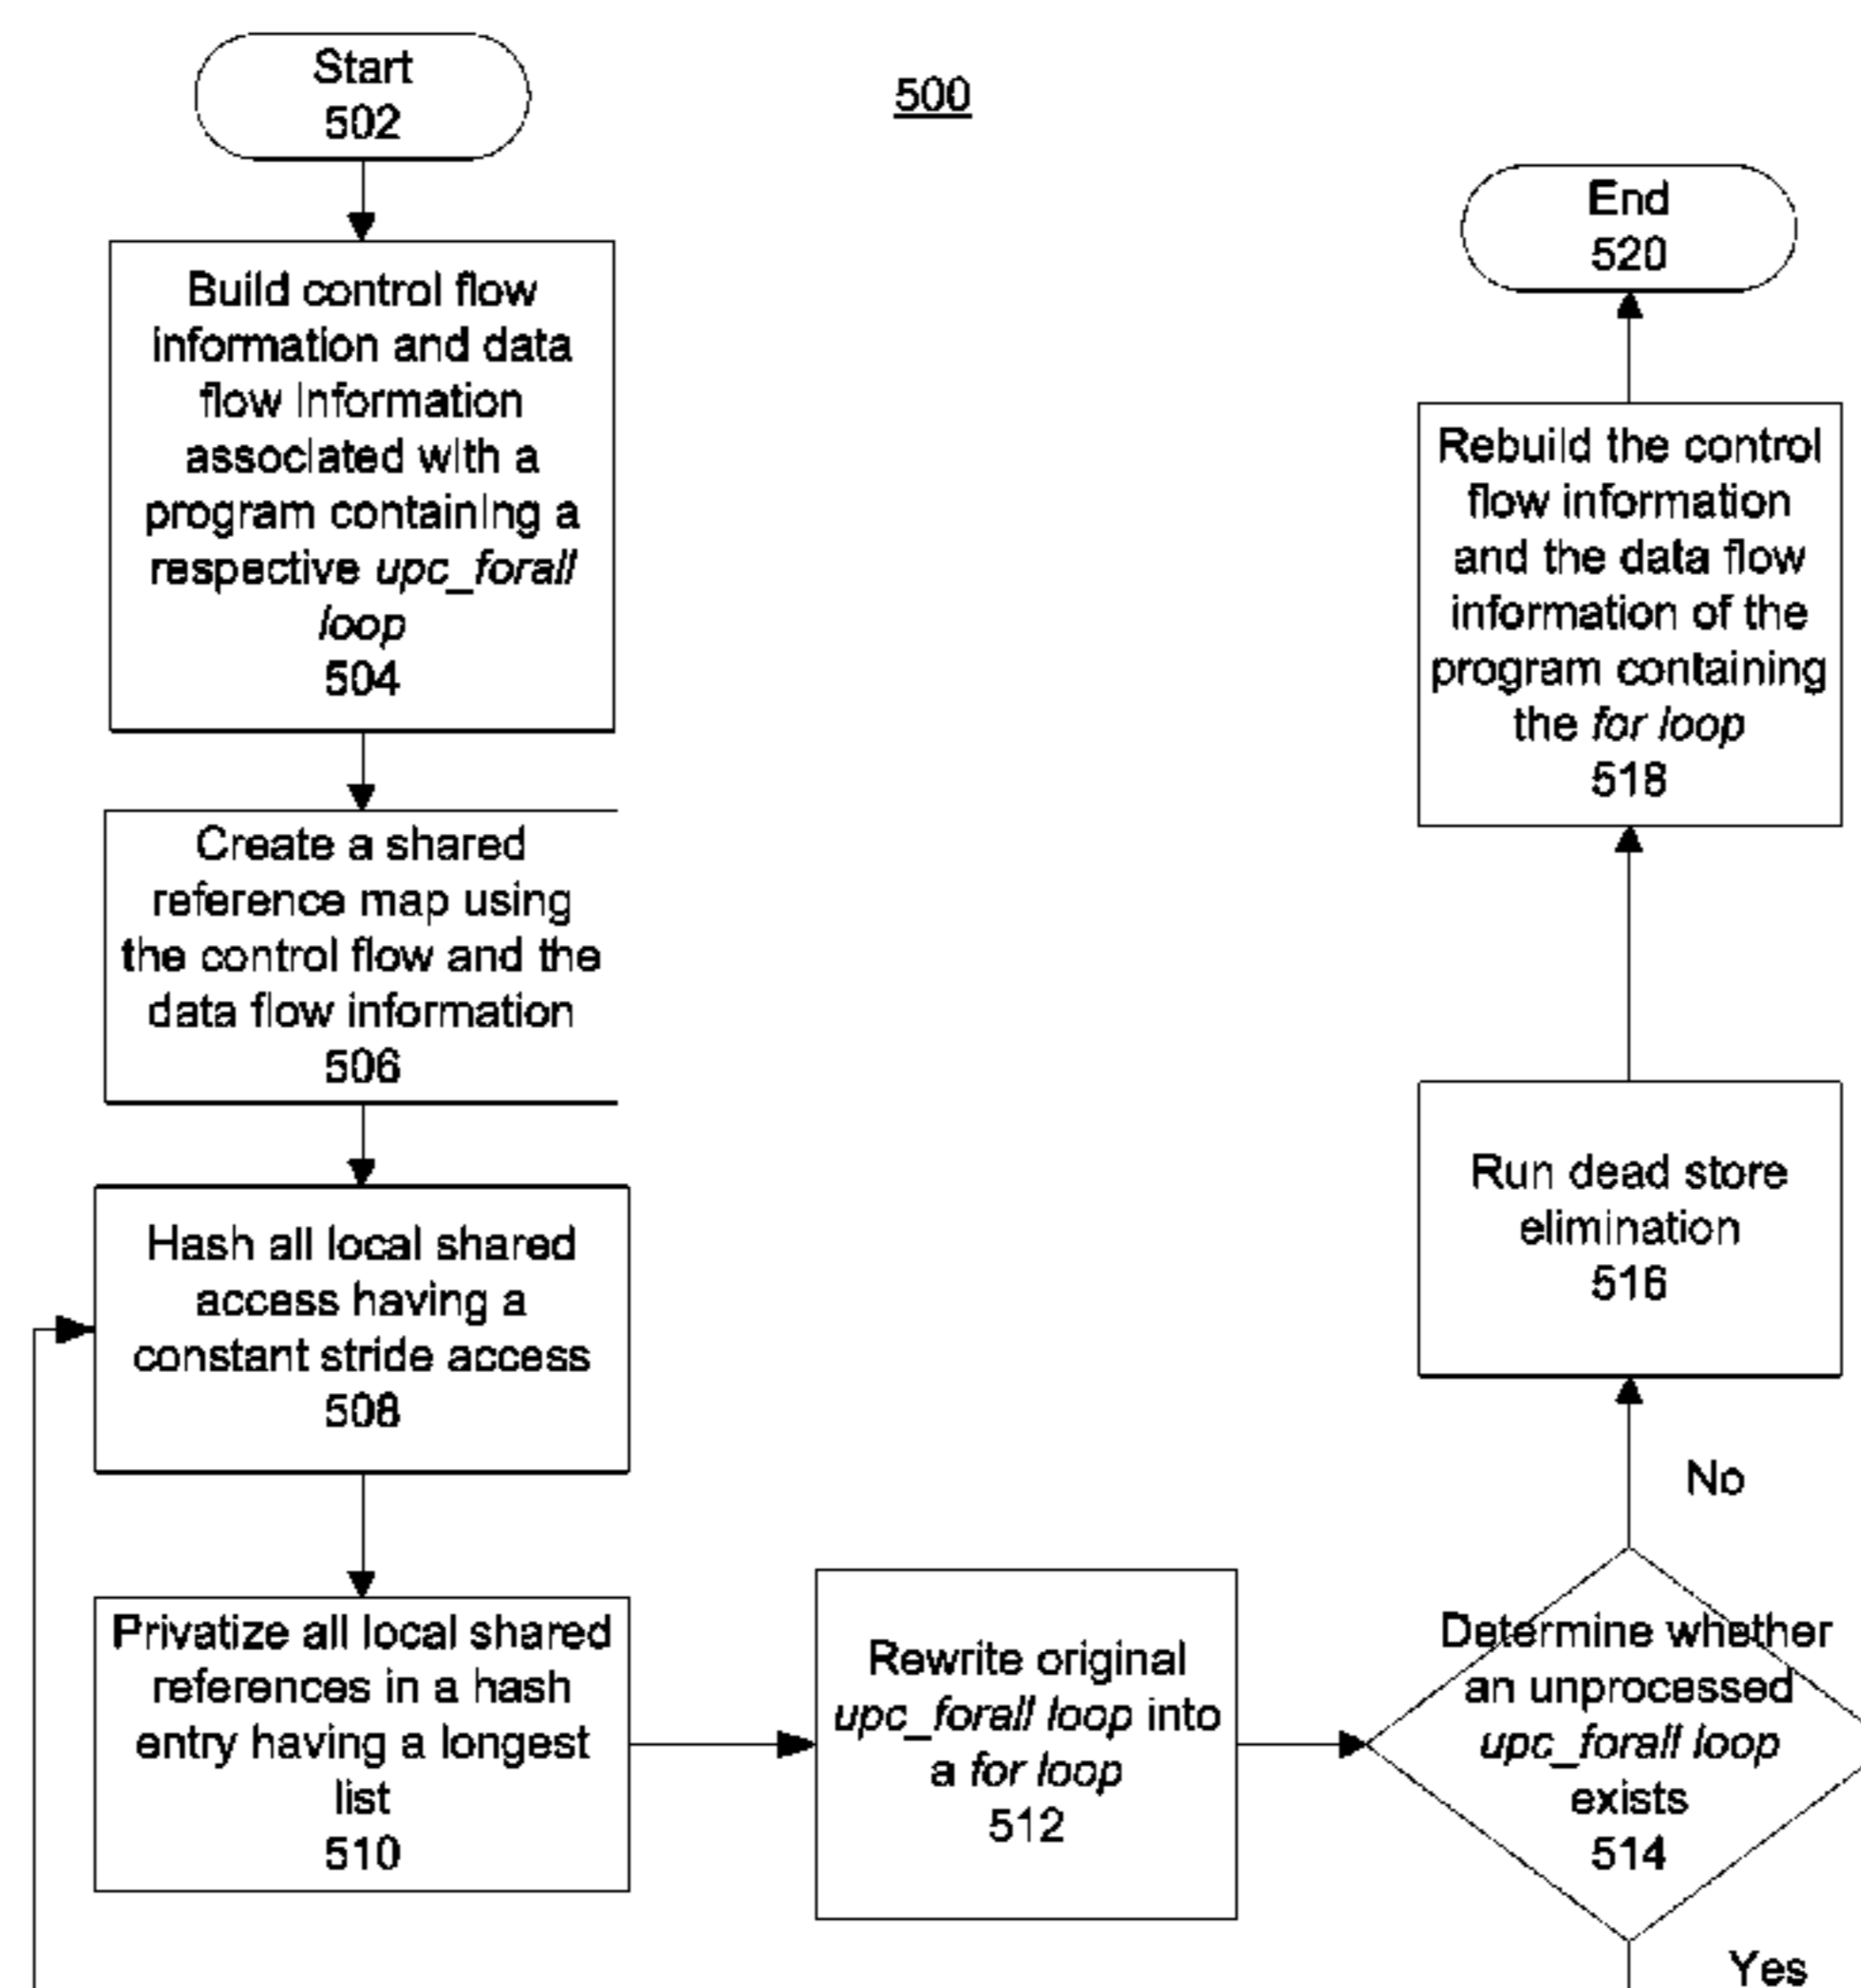 Start
502
500
Build control flow
information and data
flow information
associated with a
program containing a
respective upc_forall
loop
504
Create a shared
reference map using
the control flow and the
data flow information
506
Hash all local shared
access having a
constant stride access
508
Privatize all local shared
references in a hash
entry having a longest
list
510
Rewrite original
upc_forall loop into
a for loop
512
Determine whether
an unprocessed
upc_forall loop
exists
514
Yes
No
Run dead store
elimination
516
Rebuild the control
flow information
and the data flow
information of the
program containing
the for loop
518
End
520